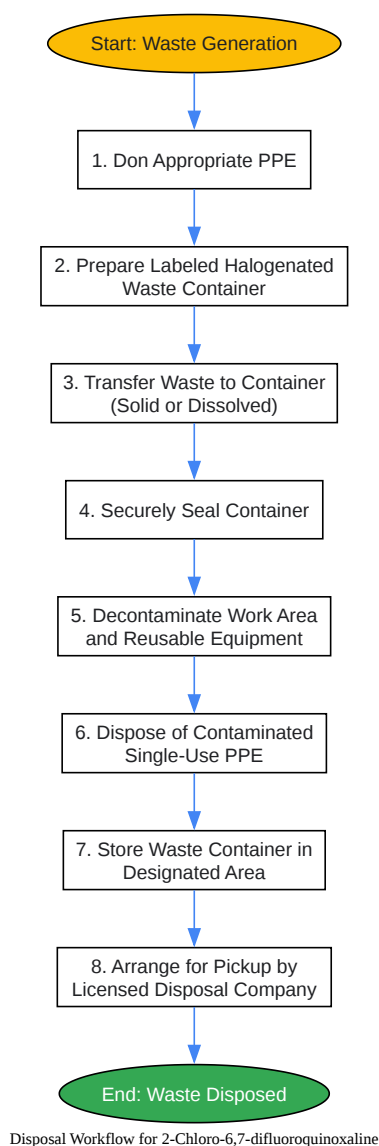 Start: Waste Generation
1. Don Appropriate PPE
2. Prepare Labeled Halogenated
Waste Container
3. Transfer Waste to Container
(Solid or Dissolved)
4. Securely Seal Container
5. Decontaminate Work Area
and Reusable Equipment
6. Dispose of Contaminated
Single-Use PPE
7. Store Waste Container in
Designated Area
8. Arrange for Pickup by
Licensed Disposal Company
End: Waste Disposed
Disposal Workflow for 2-Chloro-6,7-difluoroquinoxaline